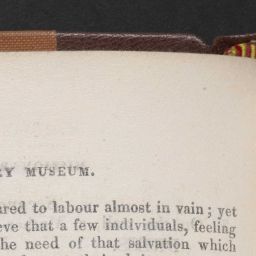 RY MUSEUM.
ared to labour almost in vain; yet
eve that a few individuals, feeling
he need of that salvation which